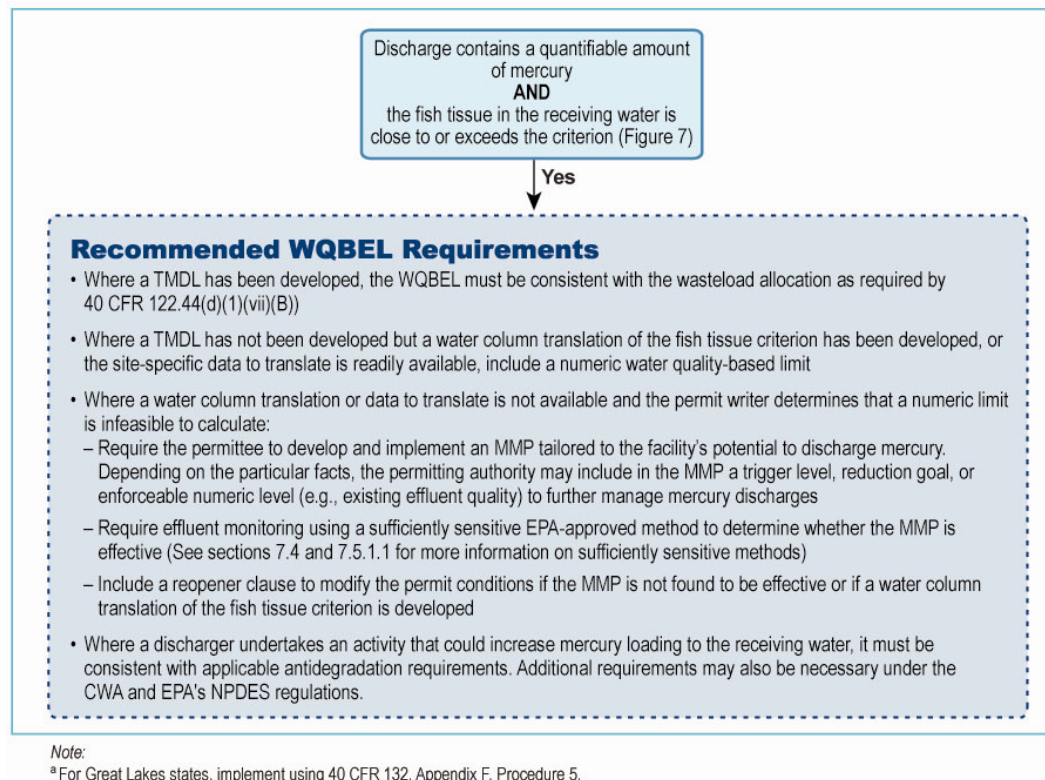 Discharge contains a quantifiable amount
of mercury
AND
the fish tissue in the receiving water is
close to or exceeds the criterion (Figure 7)
Yes
Recommended WQBEL Requirements
• Where a TMDL has been developed, the WQBEL must be consistent with the wasteload allocation as required by
40 CFR 122.44(d)(1)(vii)(B))
• Where a TMDL has not been developed but a water column translation of the fish tissue criterion has been developed, or
the site-specific data to translate is readily available, include a numeric water quality-based limit
• Where a water column translation or data to translate is not available and the permit writer determines that a numeric limit
is infeasible to calculate:
– Require the permittee to develop and implement an MMP tailored to the facility's potential to discharge mercury.
Depending on the particular facts, the permitting authority may include in the MMP a trigger level, reduction goal, or
enforceable numeric level (e.g., existing effluent quality) to further manage mercury discharges
– Require effluent monitoring using a sufficiently sensitive EPA-approved method to determine whether the MMP is
effective (See sections 7.4 and 7.5.1.1 for more information on sufficiently sensitive methods)
– Include a reopener clause to modify the permit conditions if the MMP is not found to be effective or if a water column
translation of the fish tissue criterion is developed
• Where a discharger undertakes an activity that could increase mercury loading to the receiving water, it must be
consistent with applicable antidegradation requirements. Additional requirements may also be necessary under the
CWA and EPA's NPDES regulations.
Note:
a For Great Lakes states, implement using 40 CFR 132, Appendix F, Procedure 5.